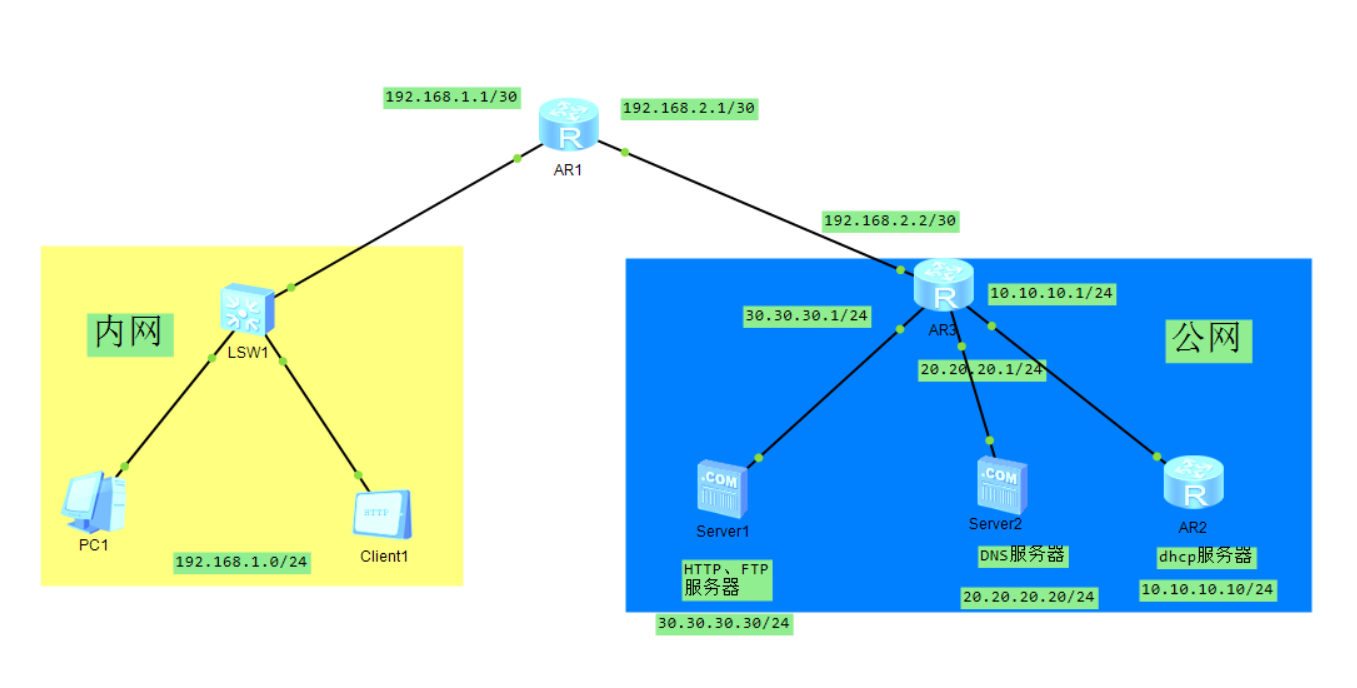 192.168.1.1/30
192.168.2.1/30
R
AR1
192.168.2.2/30
内网
LSW1
PC1
HTTP
Client1
192.168.1.0/24
R
AR3
10.10.10.1/24
30.30.30.1/24
20.20.20.1/24
公网
.COM
Server1
HTTP、FTP
服务器
30.30.30.30/24
.COM
Server2
DNS服务器
20.20.20.20/24
R
AR2
dhcp服务器
10.10.10.10/24